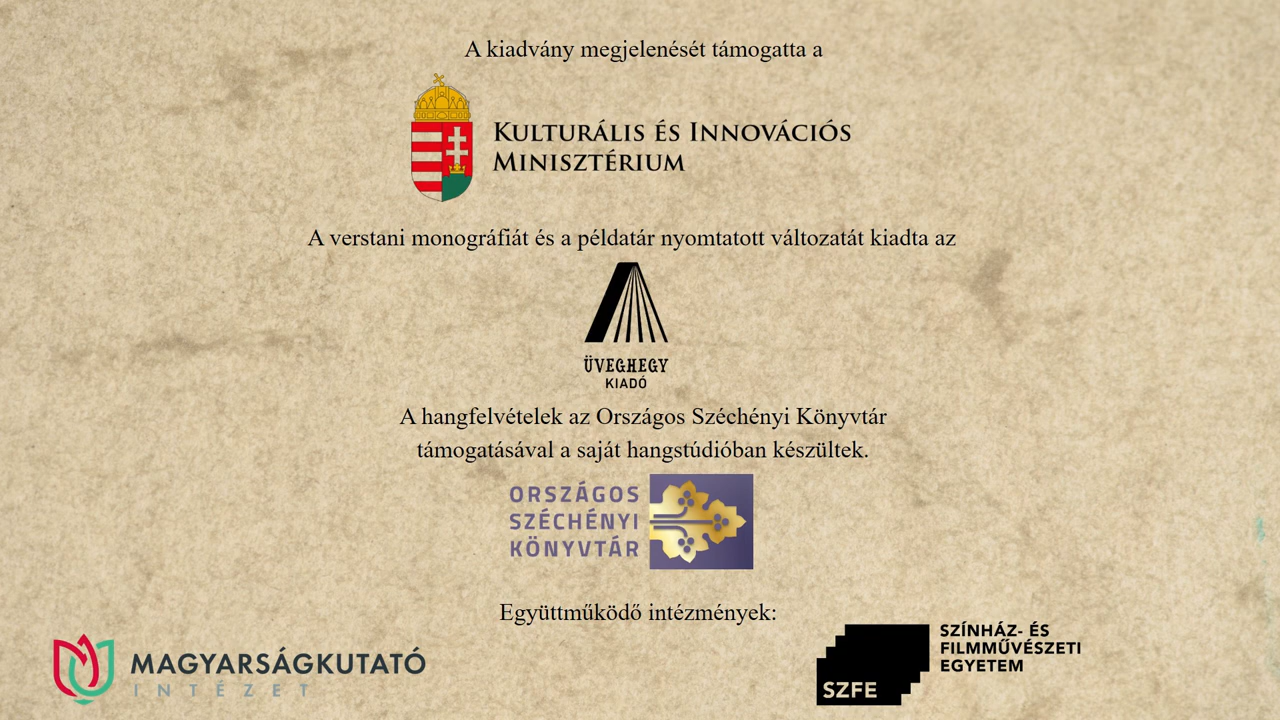 A kiadvány megjelenését támogatta a
KULTURÁLIS ÉS INNOVÁCIÓS
MINISZTÉRIUM
A verstani monográfiát és a példatár nyomtatott változatát kiadta az
ÜVEGHEGY
KIADÓ
A hangfelvételek az Országos Széchényi Könyvtár
támogatásával a saját hangstúdióban készültek.
ORSZÁGOS
SZÉCHÉNYI
KÖNYVTÁR
Együttműködő intézmények:
MAGYARSÁGKUTATÓ
INTÉZET
SZFE
SZÍNHÁZ- ÉS
FILMMŰVÉSZETI
EGYETEM